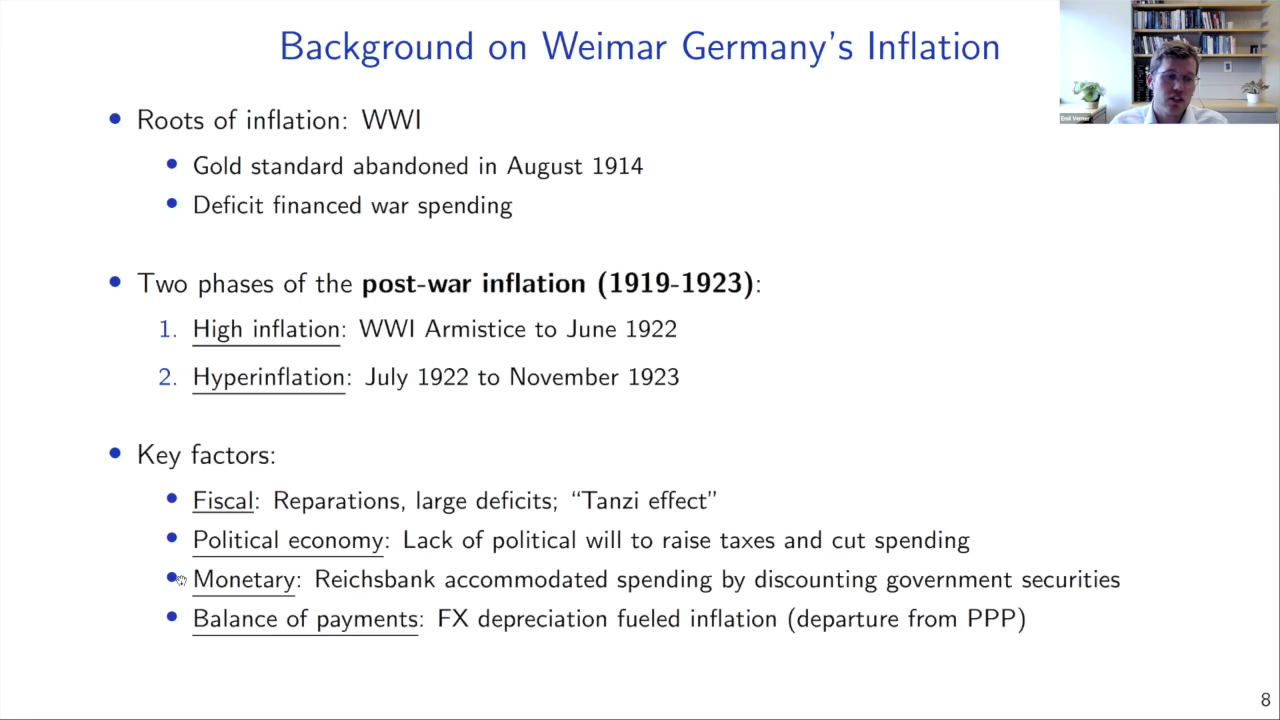 Background on Weimar Germany's Inflation
Emil Verner
• Roots of inflation: WWI
• Gold standard abandoned in August 1914
• Deficit financed war spending
• Two phases of the post-war inflation (1919-1923):
1. High inflation: WWI Armistice to June 1922
2. Hyperinflation: July 1922 to November 1923
• Key factors:
• Fiscal: Reparations, large deficits; “Tanzi effect”
• Political economy: Lack of political will to raise taxes and cut spending
• Monetary: Reichsbank accommodated spending by discounting government securities
• Balance of payments: FX depreciation fueled inflation (departure from PPP)
8